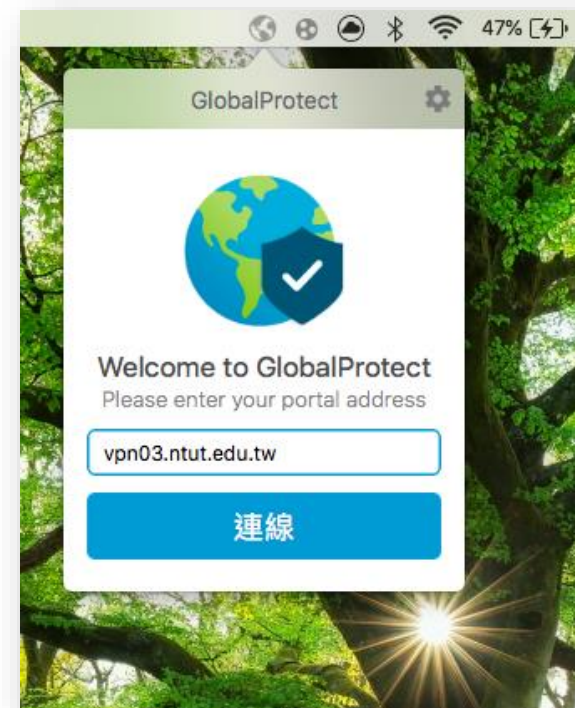 47%
GlobalProtect
Welcome to GlobalProtect
Please enter your portal address
vpn03.ntut.edu.tw
連線